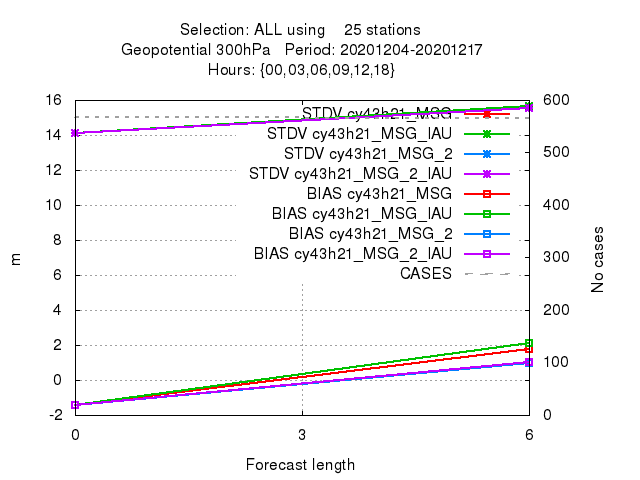 Selection: ALL using 25 stations
Geopotential 300hPa Period: 20201204-20201217
Hours: {00,03,06,09,12,18}
16
14
12
10
8
6
4
2
0
-2
m
STDV cy43h21_MSG
STDV cy43h21_MSG_IAU
STDV cy43h21_MSG_2
STDV cy43h21_MSG_2_IAU
BIAS cy43h21_MSG
BIAS cy43h21_MSG_IAU
BIAS cy43h21_MSG_2
BIAS cy43h21_MSG_2_IAU
CASES
600
500
400
300
200
100
0
No cases
0 3 6
Forecast length